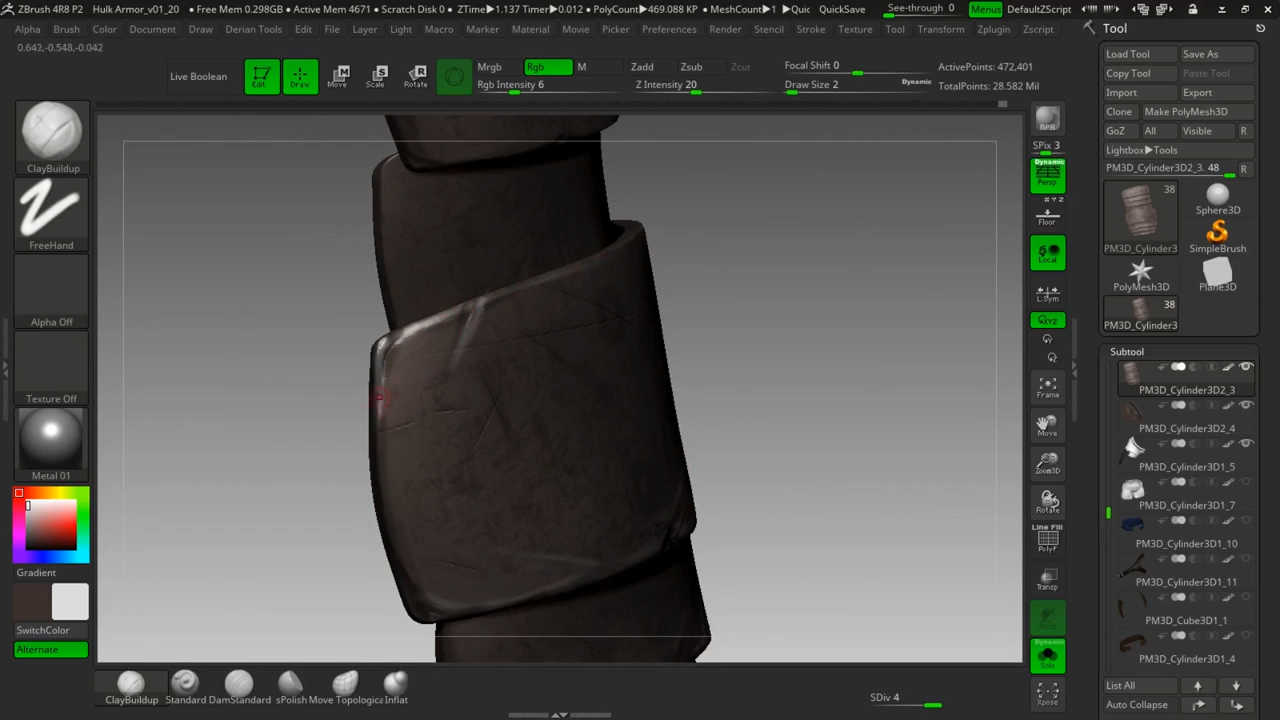 ZBrush 4R8 P2 Hulk Armor_v01_20 • Free Mem 0.298GB • Active Mem 4671 • Scratch Disk 0 • ZTime▶1.137 Timer▶0.012 • PolyCount▶469.088 KP • MeshCount▶1 ▶Quic QuickSave See-through 0 Menus DefaultZScript
Alpha Brush Color Document Draw Derian Tools Edit File Layer Light Macro Marker Material Movie Picker Preferences Render Stencil Stroke Texture Tool Transform Zplugin Zscript
0.642,-0.548,-0.042
Live Boolean Edit Draw Move Scale Rotate
Mrgb Rgb M Zadd Zsub Zcut Focal Shift 0 ActivePoints: 472,401
Rgb Intensity 6 Z Intensity 20 Draw Size 2 Dynamic TotalPoints: 28.582 Mil
ClayBuildup
FreeHand
Alpha Off
Texture Off
Metal 01
Gradient
SwitchColor
Alternate
ClayBuildup Standard DamStandard sPolish Move Topologica Inflat
SDiv 4
BPR
SPix 3
Dynamic
Persp
Floor
Local
L.Sym
XYZ
Frame
Move
Zoom3D
Rotate
Line Fill
PolyF
Transp
Ghost
Dynamic
Solo
Xpose
Tool
Load Tool Save As
Copy Tool Paste Tool
Import Export
Clone Make PolyMesh3D
GoZ All Visible R
Lightbox▶Tools
PM3D_Cylinder3D2_3. 48 R
38
PM3D_Cylinder3 Sphere3D
SimpleBrush
PolyMesh3D Plane3D
38
PM3D_Cylinder3
Subtool
PM3D_Cylinder3D2_3
PM3D_Cylinder3D2_4
PM3D_Cylinder3D1_5
PM3D_Cylinder3D1_7
PM3D_Cylinder3D1_10
PM3D_Cylinder3D1_11
PM3D_Cube3D1_1
PM3D_Cylinder3D1_4
List All
Auto Collapse